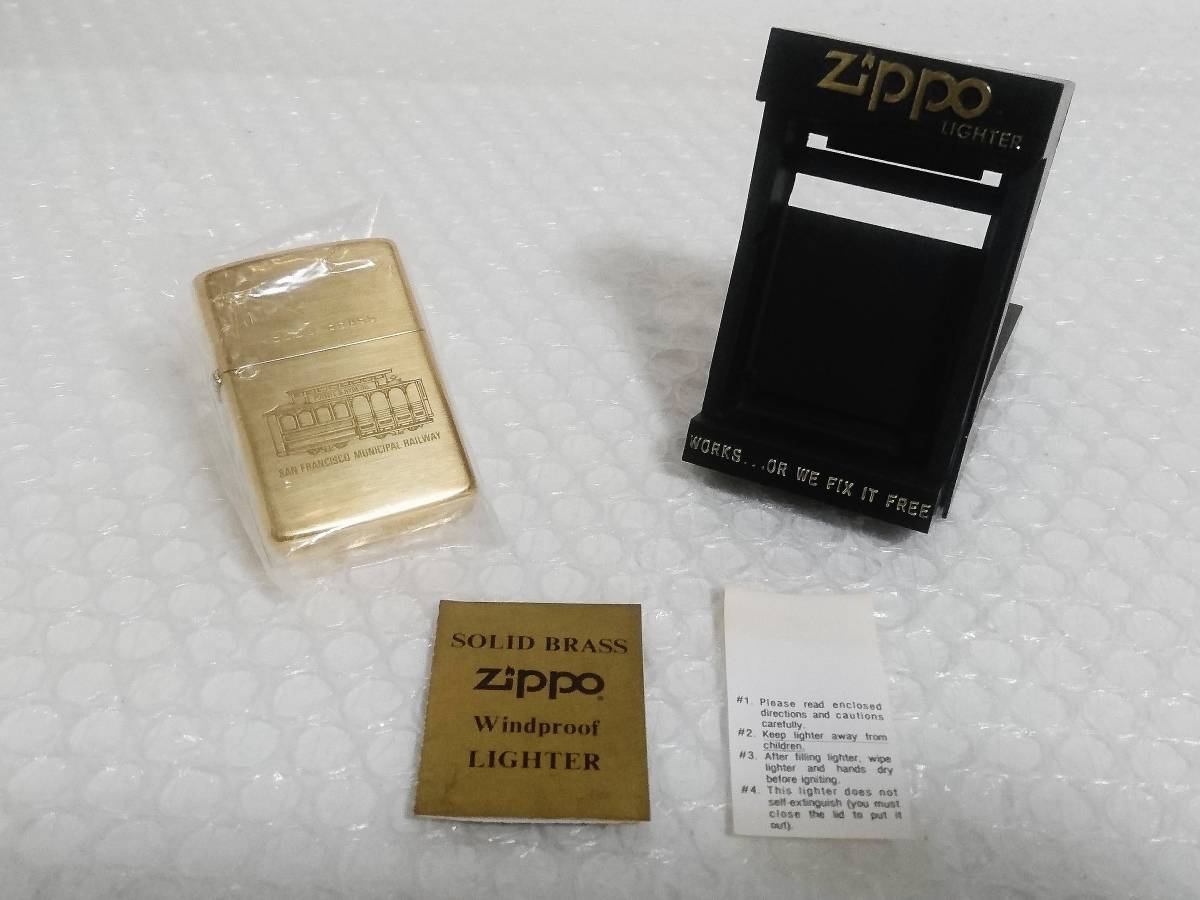 Zippo
LIGHTER
WORKS...OR WE FIX IT FREE
SAN FRANCISCO MUNICIPAL RAILWAY
SOLID BRASS
Zippo
Windproof
LIGHTER
#1. Please read enclosed
directions and cautions
carefully.
#2. Keep lighter away from
children.
#3. After filling lighter, wipe
lighter and hands dry
before igniting.
#4. This lighter does not
self-extinguish (you must
close the lid to put it
out).